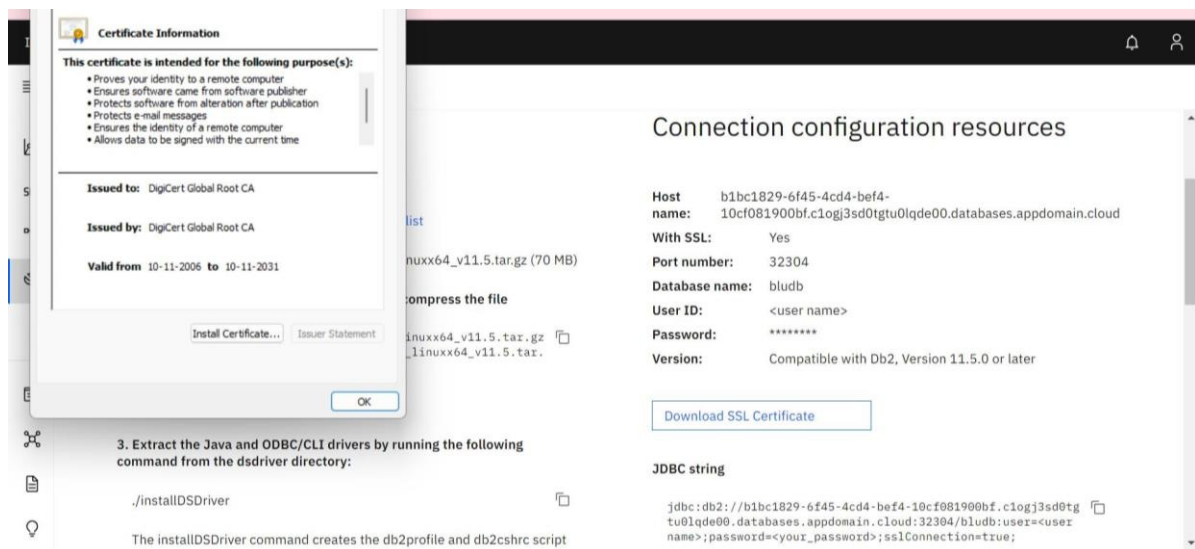 Certificate Information
This certificate is intended for the following purpose(s):
• Proves your identity to a remote computer
• Ensures software came from software publisher
• Protects software from alteration after publication
• Protects e-mail messages
• Ensures the identity of a remote computer
• Allows data to be signed with the current time
Issued to: DigiCert Global Root CA
Issued by: DigiCert Global Root CA
Valid from 10-11-2006 to 10-11-2031
Install Certificate... Issuer Statement
OK
list
nuxx64_v11.5.tar.gz (70 MB)
ompress the file
inuxx64_v11.5.tar.gz
_linuxx64_v11.5.tar.
3. Extract the Java and ODBC/CLI drivers by running the following
command from the dsdriver directory:
./installDSDriver
The installDSDriver command creates the db2profile and db2cshrc script
Connection configuration resources
Host name: b1bc1829-6f45-4cd4-bef4-
10cf081900bf.c1ogj3sd0tgtu0lqde00.databases.appdomain.cloud
With SSL: Yes
Port number: 32304
Database name: bludb
User ID: <user name>
Password: ********
Version: Compatible with Db2, Version 11.5.0 or later
Download SSL Certificate
JDBC string
jdbc:db2://b1bc1829-6f45-4cd4-bef4-10cf081900bf.c1ogj3sd0tg
tu0lqde00.databases.appdomain.cloud:32304/bludb:user=<user
name>;password=<your_password>;sslConnection=true;